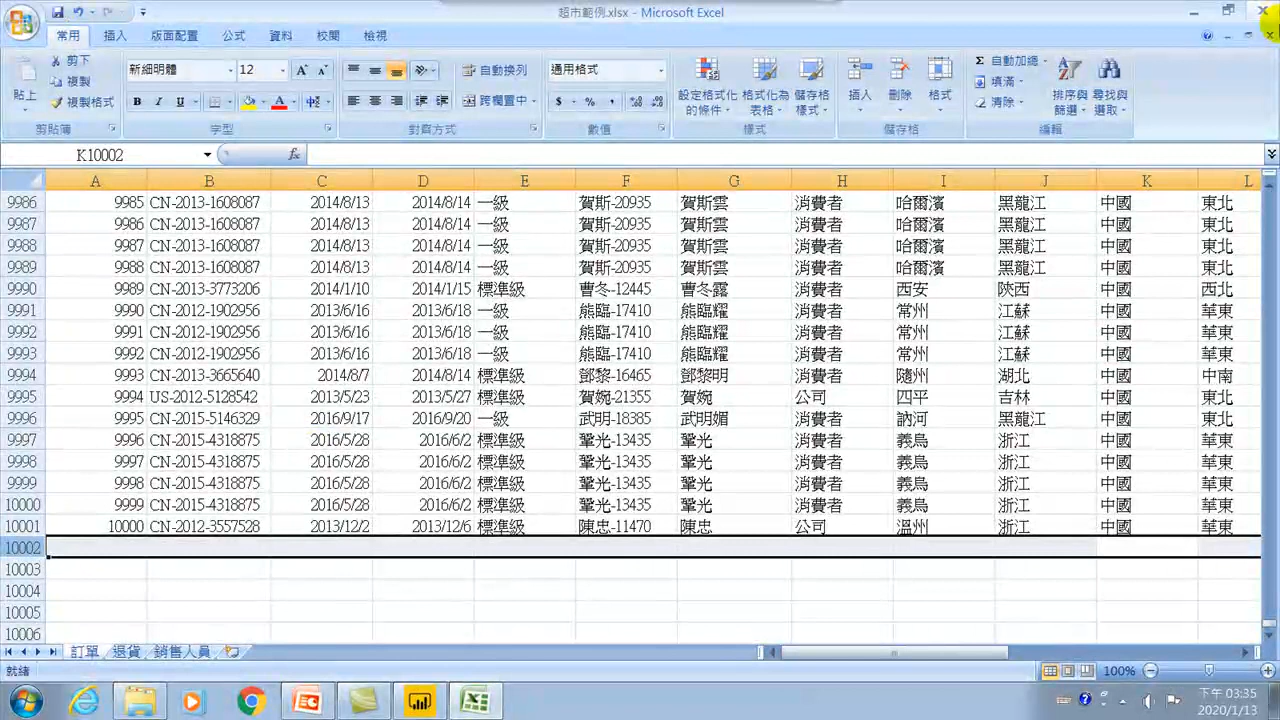 超市範例.xlsx - Microsoft Excel
常用 插入 版面配置 公式 資料 校閱 檢視
貼上 剪下 複製 複製格式 剪貼簿
新細明體 12 B I U A 中 字型
自動換列 跨欄置中 對齊方式
通用格式 $ % , 數值
設定格式化的條件 格式化為表格 儲存格樣式 樣式
插入 刪除 格式 儲存格
Σ 自動加總 填滿 清除 排序與篩選 尋找與選取 編輯
K10002 fx
A B C D E F G H I J K L
9986 9985 CN-2013-1608087 2014/8/13 2014/8/14 一級 賀斯-20935 賀斯雲 消費者 哈爾濱 黑龍江 中國 東北
9987 9986 CN-2013-1608087 2014/8/13 2014/8/14 一級 賀斯-20935 賀斯雲 消費者 哈爾濱 黑龍江 中國 東北
9988 9987 CN-2013-1608087 2014/8/13 2014/8/14 一級 賀斯-20935 賀斯雲 消費者 哈爾濱 黑龍江 中國 東北
9989 9988 CN-2013-1608087 2014/8/13 2014/8/14 一級 賀斯-20935 賀斯雲 消費者 哈爾濱 黑龍江 中國 東北
9990 9989 CN-2013-3773206 2014/1/10 2014/1/15 標準級 曹冬-12445 曹冬露 消費者 西安 陝西 中國 西北
9991 9990 CN-2012-1902956 2013/6/16 2013/6/18 一級 熊臨-17410 熊臨耀 消費者 常州 江蘇 中國 華東
9992 9991 CN-2012-1902956 2013/6/16 2013/6/18 一級 熊臨-17410 熊臨耀 消費者 常州 江蘇 中國 華東
9993 9992 CN-2012-1902956 2013/6/16 2013/6/18 一級 熊臨-17410 熊臨耀 消費者 常州 江蘇 中國 華東
9994 9993 CN-2013-3665640 2014/8/7 2014/8/14 標準級 鄧黎-16465 鄧黎明 消費者 隨州 湖北 中國 中南
9995 9994 US-2012-5128542 2013/5/23 2013/5/27 標準級 賀婉-21355 賀婉 公司 四平 吉林 中國 東北
9996 9995 CN-2015-5146329 2016/9/17 2016/9/20 一級 武明-18385 武明媚 消費者 訥河 黑龍江 中國 東北
9997 9996 CN-2015-4318875 2016/5/28 2016/6/2 標準級 鞏光-13435 鞏光 消費者 義烏 浙江 中國 華東
9998 9997 CN-2015-4318875 2016/5/28 2016/6/2 標準級 鞏光-13435 鞏光 消費者 義烏 浙江 中國 華東
9999 9998 CN-2015-4318875 2016/5/28 2016/6/2 標準級 鞏光-13435 鞏光 消費者 義烏 浙江 中國 華東
10000 9999 CN-2015-4318875 2016/5/28 2016/6/2 標準級 鞏光-13435 鞏光 消費者 義烏 浙江 中國 華東
10001 10000 CN-2012-3557528 2013/12/2 2013/12/6 標準級 陳忠-11470 陳忠 公司 溫州 浙江 中國 華東
10002
10003
10004
10005
10006
訂單 退貨 銷售人員
就緒 100%
下午 03:35
2020/1/13